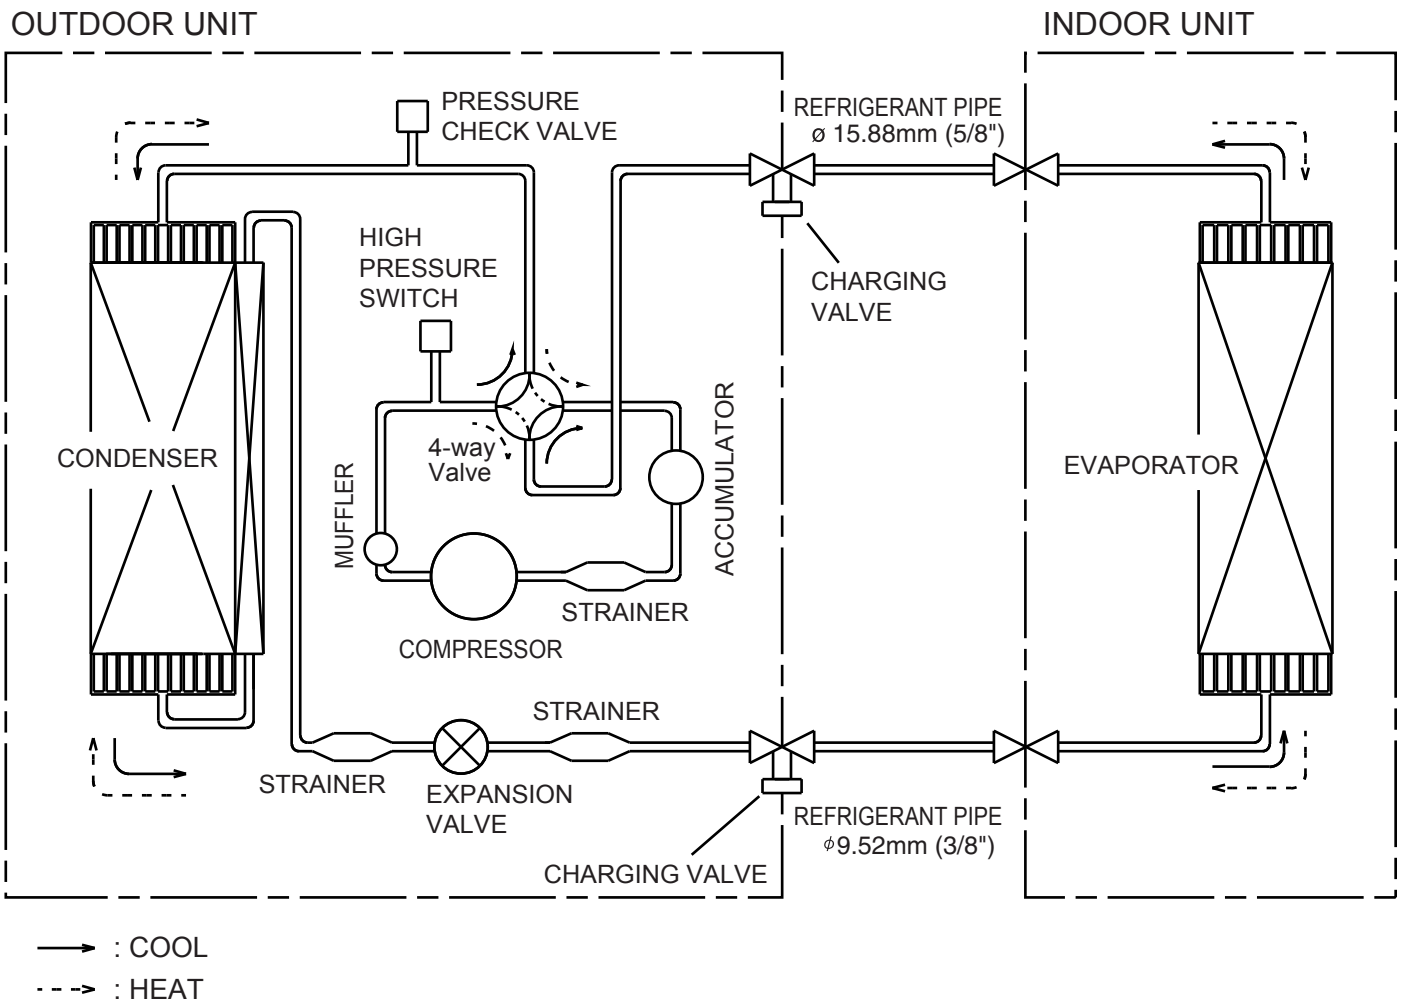 OUTDOOR UNIT
INDOOR UNIT
PRESSURE
CHECK VALVE
REFRIGERANT PIPE
ø 15.88mm (5/8")
HIGH
PRESSURE
SWITCH
CHARGING
VALVE
4-way
Valve
CONDENSER
EVAPORATOR
MUFFLER
ACCUMULATOR
STRAINER
COMPRESSOR
STRAINER
STRAINER
EXPANSION
VALVE
REFRIGERANT PIPE
ø9.52mm (3/8")
CHARGING VALVE
: COOL
: HEAT